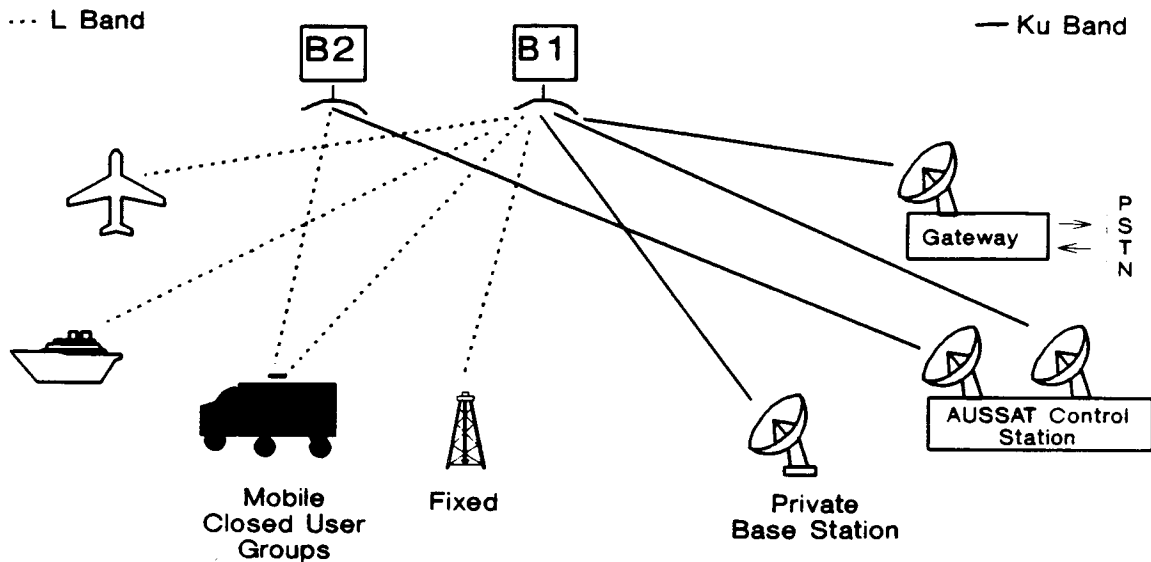 ··· L Band
— Ku Band
B2
B1
Gateway
P
S
T
N
AUSSAT Control
Station
Mobile
Closed User
Groups
Fixed
Private
Base Station